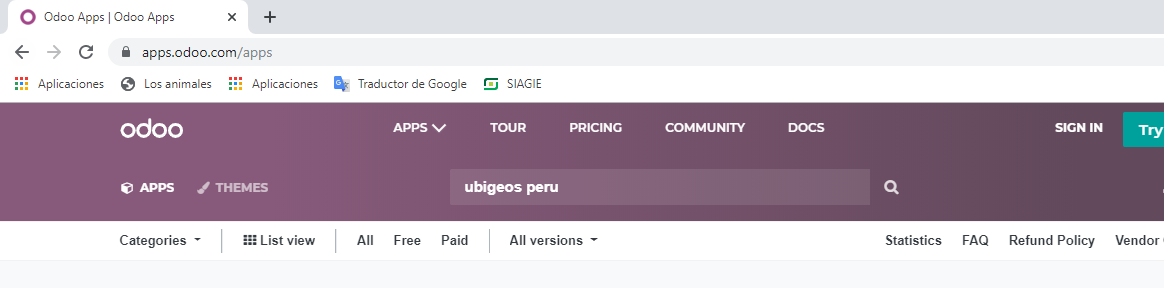 Odoo Apps | Odoo Apps
apps.odoo.com/apps
Aplicaciones Los animales Aplicaciones Traductor de Google SIAGIE
odoo APPS TOUR PRICING COMMUNITY DOCS SIGN IN Try
APPS THEMES ubigeos peru
Categories List view All Free Paid All versions Statistics FAQ Refund Policy Vendor